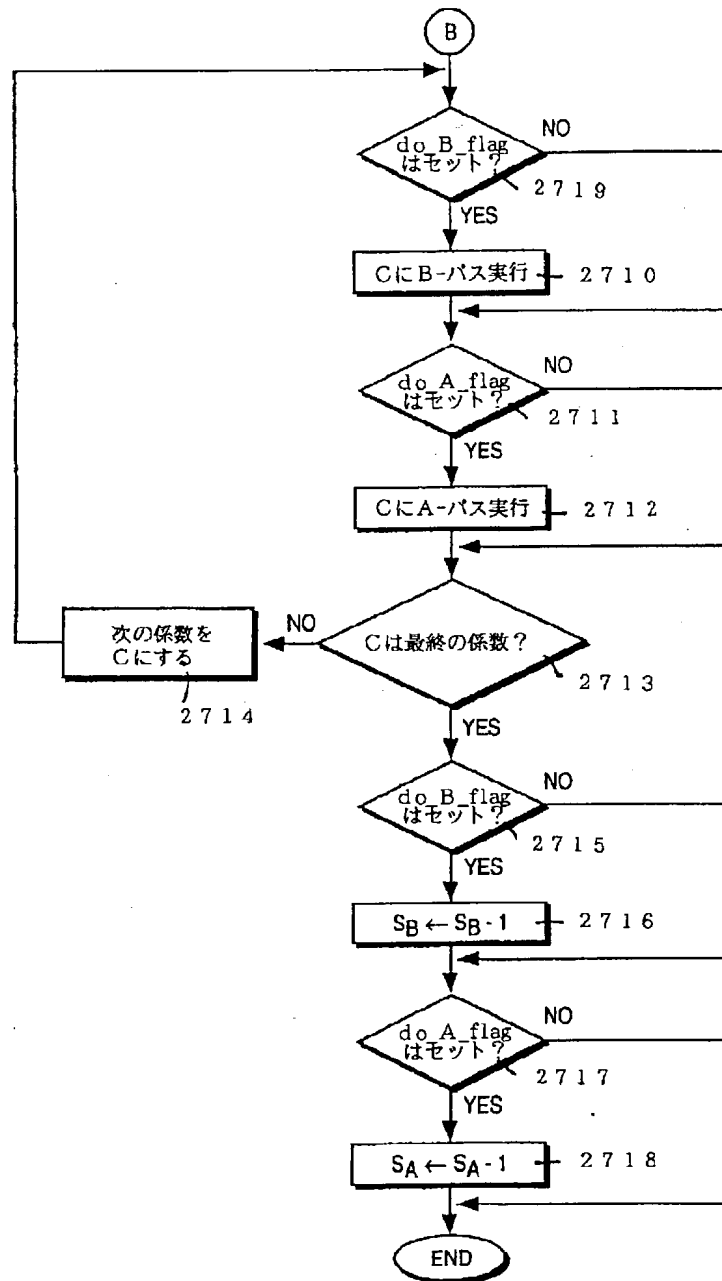 B
do_B_flag
はセット?
NO
2719
YES
CにB-パス実行
2710
do_A_flag
はセット?
NO
2711
YES
CにA-パス実行
2712
Cは最終の係数?
NO
次の係数を
Cにする
2714
2713
YES
do_B_flag
はセット?
NO
2715
YES
SB ← SB - 1
2716
do_A_flag
はセット?
NO
2717
YES
SA ← SA - 1
2718
END